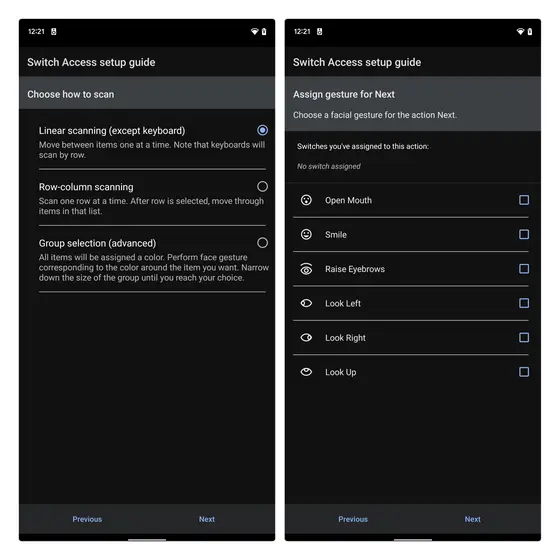 12:21
Switch Access setup guide
Choose how to scan
Linear scanning (except keyboard)
Move between items one at a time. Note that keyboards will
scan by row.
Row-column scanning
Scan one row at a time. After row is selected, move through
items in that list.
Group selection (advanced)
All items will be assigned a color. Perform face gesture
corresponding to the color around the item you want. Narrow
down the size of the group until you reach your choice.
Previous
Next
12:21
Switch Access setup guide
Assign gesture for Next
Choose a facial gesture for the action Next.
Switches you've assigned to this action:
No switch assigned
Open Mouth
Smile
Raise Eyebrows
Look Left
Look Right
Look Up
Previous
Next